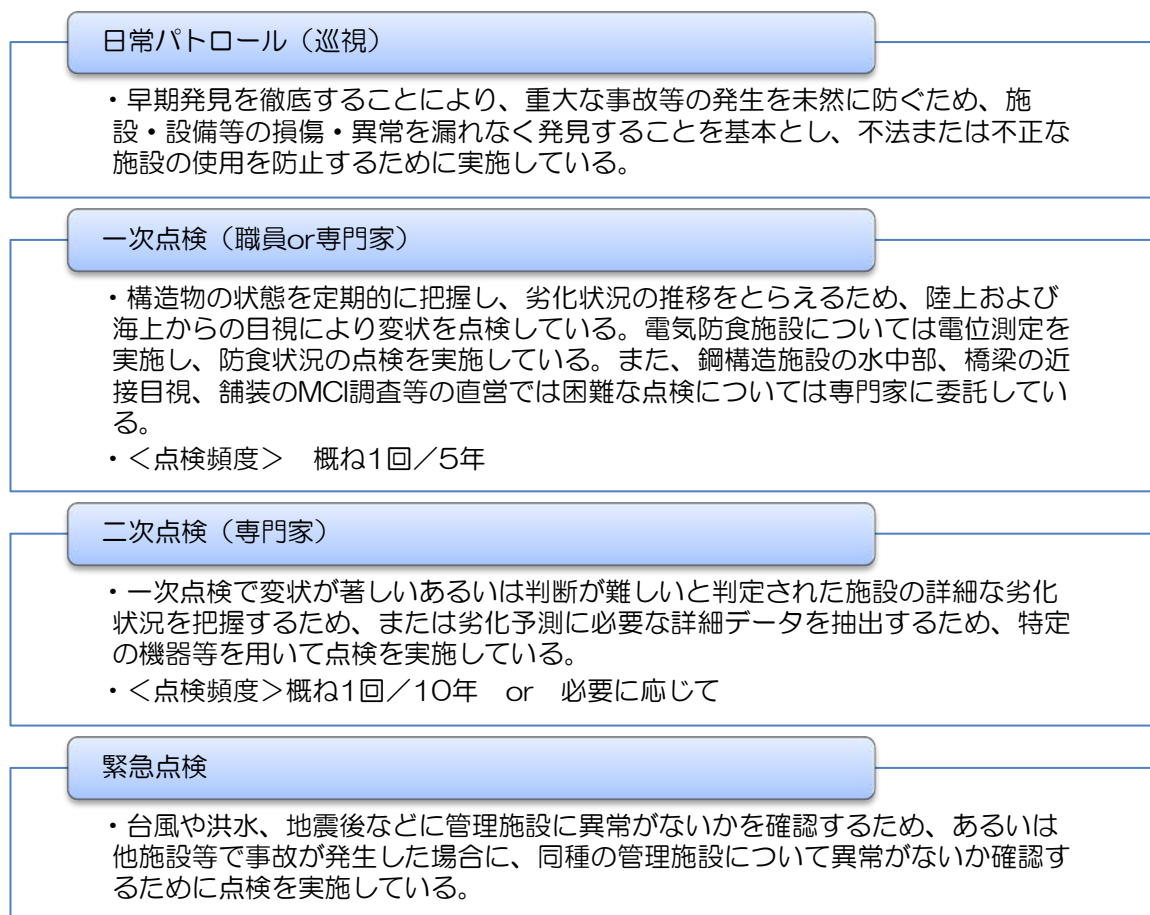 日常パトロール（巡視）
・早期発見を徹底することにより、重大な事故等の発生を未然に防ぐため、施
設・設備等の損傷・異常を漏れなく発見することを基本とし、不法または不正な
施設の使用を防止するために実施している。
一次点検（職員or専門家）
・構造物の状態を定期的に把握し、劣化状況の推移をとらえるため、陸上および
海上からの目視により変状を点検している。電気防食施設については電位測定を
実施し、防食状況の点検を実施している。また、鋼構造施設の水中部、橋梁の近
接目視、舗装のMCI調査等の直営では困難な点検については専門家に委託してい
る。
・＜点検頻度＞　概ね1回／5年
二次点検（専門家）
・一次点検で変状が著しいあるいは判断が難しいと判定された施設の詳細な劣化
状況を把握するため、または劣化予測に必要な詳細データを抽出するため、特定
の機器等を用いて点検を実施している。
・＜点検頻度＞概ね1回／10年　or　必要に応じて
緊急点検
・台風や洪水、地震後などに管理施設に異常がないかを確認するため、あるいは
他施設等で事故が発生した場合に、同種の管理施設について異常がないか確認す
るために点検を実施している。